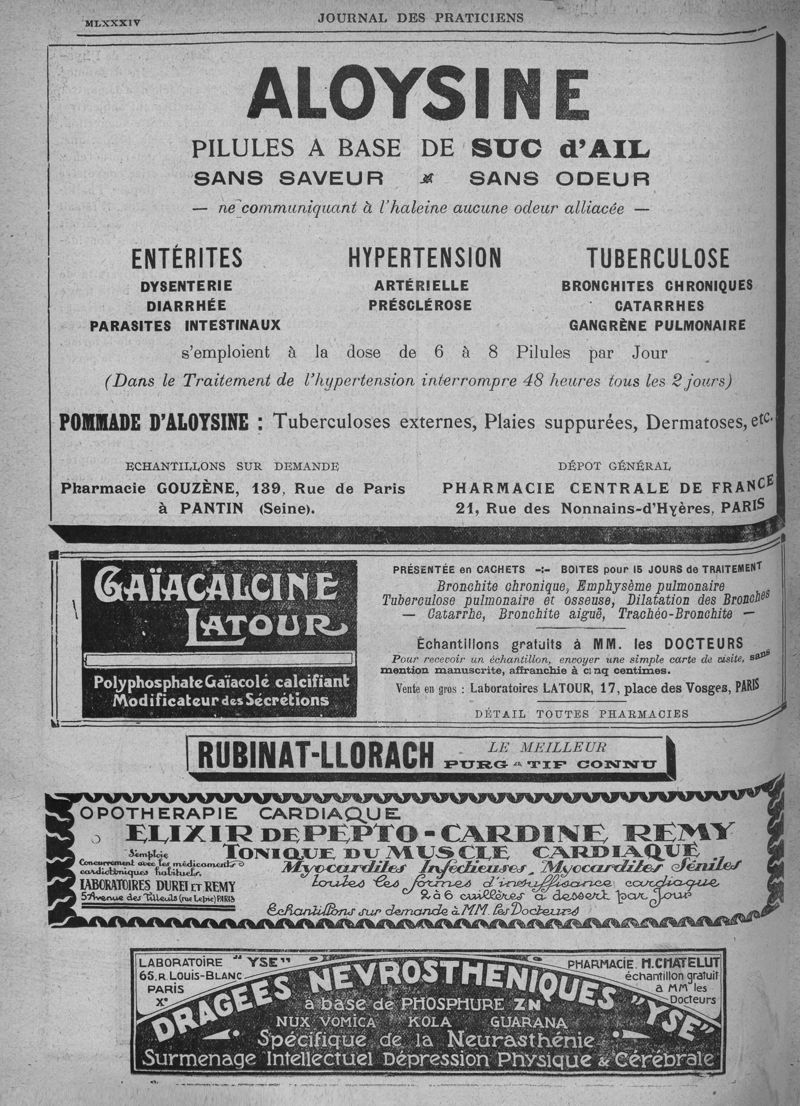 MLXXXIV
JOURNAL DES PRATICIENS
ALOYSINE
PILULES A BASE DE SUC d'AIL
SANS SAVEUR SANS ODEUR
— ne communiquant à l'haleine aucune odeur alliacée —
ENTÉRITES
DYSENTERIE
DIARRHÉE
PARASITES INTESTINAUX
HYPERTENSION
ARTÉRIELLE
PRÉSCLÉROSE
TUBERCULOSE
BRONCHITES CHRONIQUES
CATARRHES
GANGRÈNE PULMONAIRE
s'emploient à la dose de 6 à 8 Pilules par Jour
(Dans le Traitement de l'hypertension interrompre 48 heures tous les 2 jours)
POMMADE D'ALOYSINE : Tuberculoses externes, Plaies suppurées, Dermatoses, etc.
ECHANTILLONS SUR DEMANDE
Pharmacie GOUZÈNE, 139, Rue de Paris
à PANTIN (Seine).
DÉPOT GÉNÉRAL
PHARMACIE CENTRALE DE FRANCE
21, Rue des Nonnains-d'Hyères, PARIS
GAÏACALCINE
LATOUR
Polyphosphate Gaïacolé calcifiant
Modificateur des Sécrétions
PRÉSENTÉE en CACHETS -:- BOITES pour 15 JOURS de TRAITEMENT
Bronchite chronique, Emphysème pulmonaire
Tuberculose pulmonaire et osseuse, Dilatation des Bronches
— Catarrhe, Bronchite aiguë, Trachéo-Bronchite —
Échantillons gratuits à MM. les DOCTEURS
Pour recevoir un échantillon, envoyer une simple carte de visite, sans
mention manuscrite, affranchie à cinq centimes.
Vente en gros : Laboratoires LATOUR, 17, place des Vosges, PARIS
DÉTAIL TOUTES PHARMACIES
RUBINAT-LLORACH
LE MEILLEUR
PURGATIF CONNU
OPOTHERAPIE CARDIAQUE
ELIXIR DE PEPTO-CARDINE REMY
TONIQUE DU MUSCLE CARDIAQUE
S'emploie
Concurremment avec les médicaments
cardiotoniques habituels.
LABORATOIRES DURET ET REMY
5 Avenue des Tilleuls (rue Lepic) PARIS
Myocardites Infectieuses. Myocardites Séniles
toutes les formes d'insuffisance cardiaque
2 à 6 cuillères à dessert par jour
Echantillons sur demande à MM. les Docteurs
LABORATOIRE "YSE"
65, R. LOUIS-BLANC
PARIS
Xe
PHARMACIE. M. CHATELUT
échantillon gratuit
à MM les
Docteurs
DRAGÉES NEVROSTHENIQUES "YSE"
à base de PHOSPHURE ZN
NUX VOMICA KOLA GUARANA
Spécifique de la Neurasthénie
Surmenage Intellectuel Dépression Physique & Cérébrale